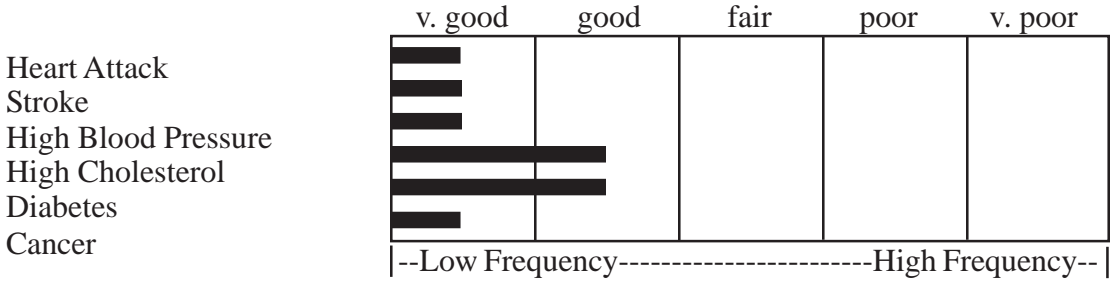 v. good good fair poor v. poor
Heart Attack
Stroke
High Blood Pressure
High Cholesterol
Diabetes
Cancer
|--Low Frequency------------------------High Frequency--|